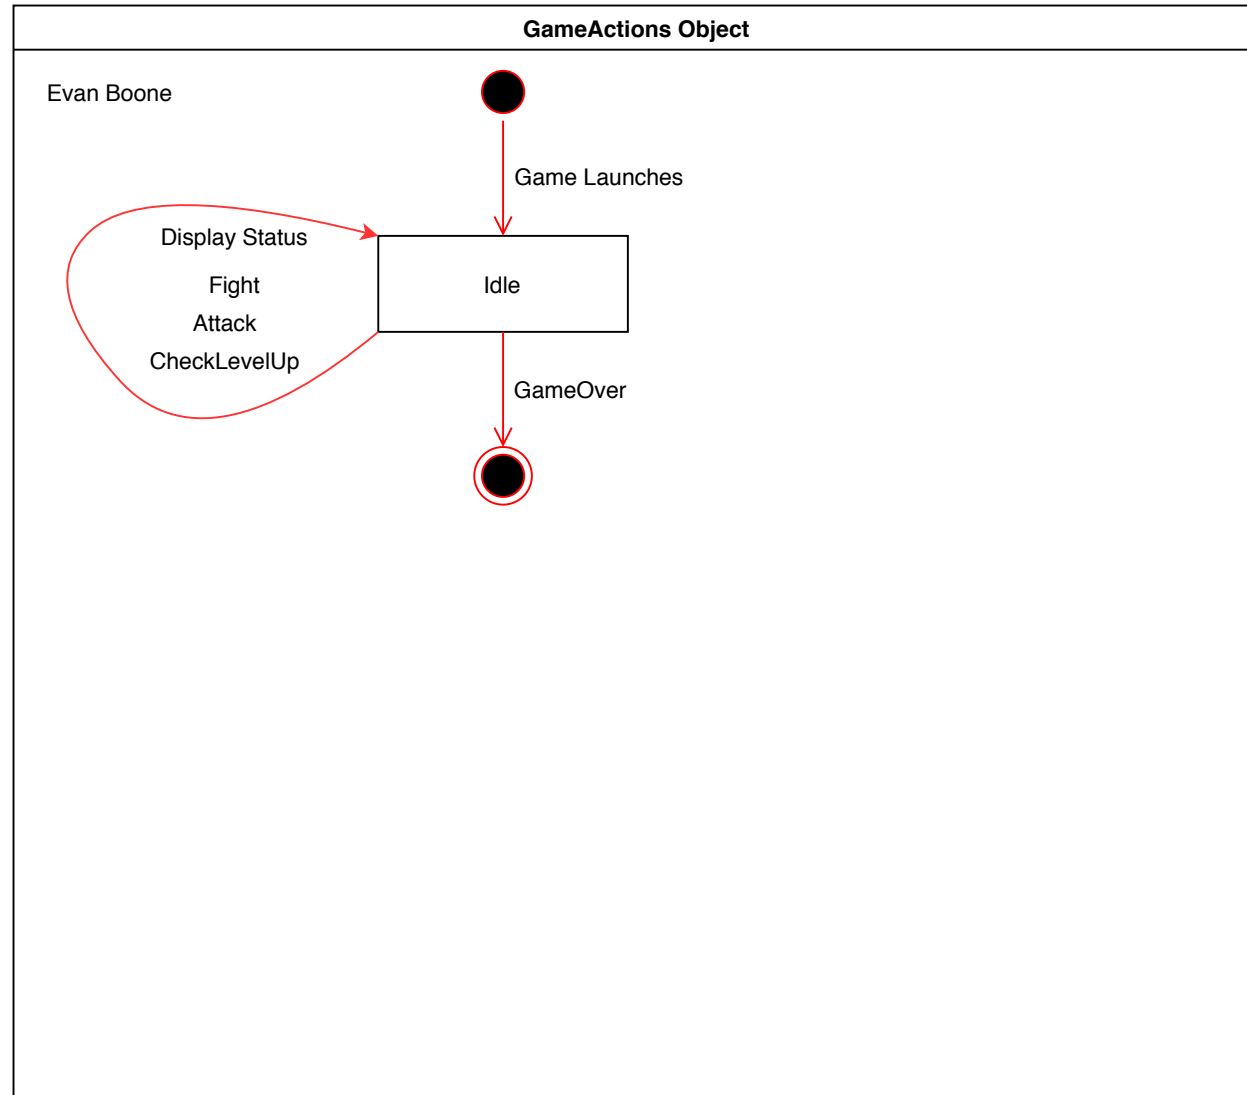 GameActions Object
Evan Boone
Game Launches
Display Status
Fight
Idle
Attack
CheckLevelUp
GameOver